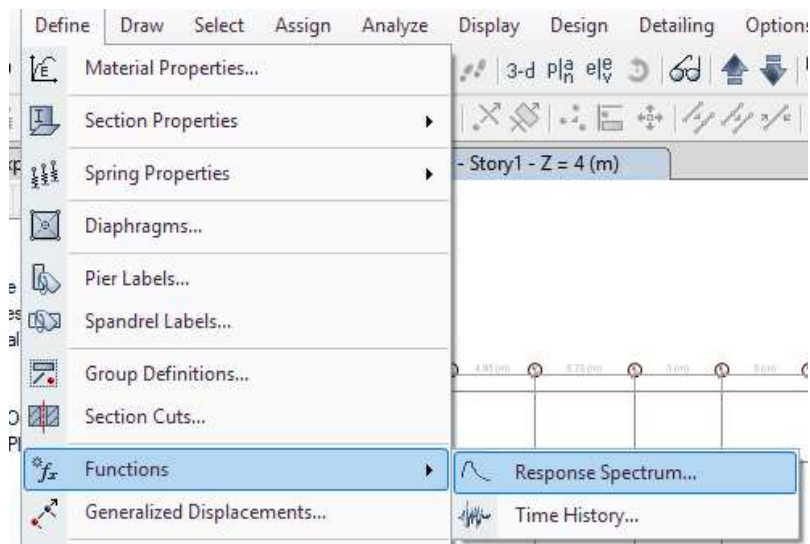 Define Draw Select Assign Analyze Display Design Detailing Options
Material Properties...
3-d
Section Properties
Spring Properties
- Story1 - Z = 4 (m)
Diaphragms...
Pier Labels...
Spandrel Labels...
Group Definitions...
Section Cuts...
Functions
Response Spectrum...
Generalized Displacements...
Time History...